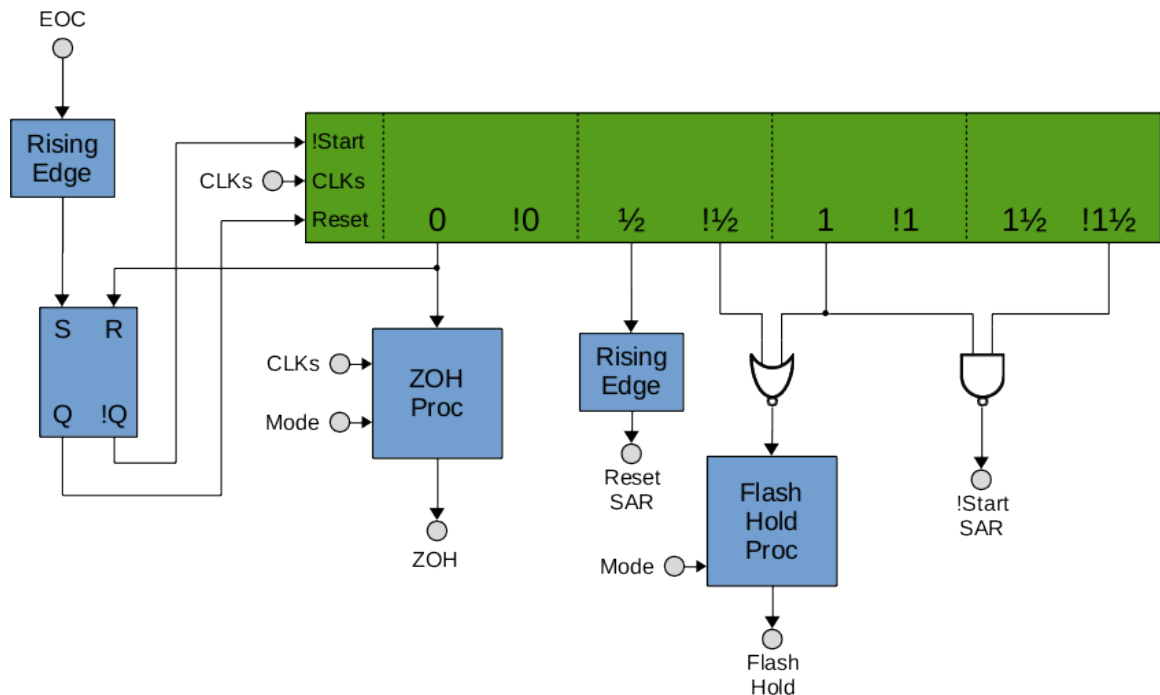 EOC
Rising
Edge
!Start
CLKs
CLKs
Reset
0
!0
½
!½
1
!1
1½
!1½
S
R
Q
!Q
CLKs
Mode
ZOH
Proc
ZOH
Rising
Edge
Reset
SAR
Flash
Hold
Proc
Mode
Flash
Hold
!Start
SAR